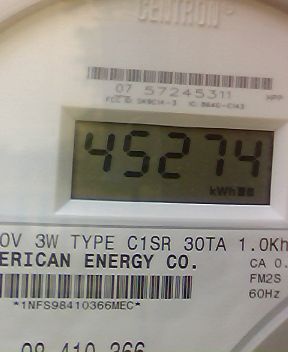 CENTRON®
07 57245311
45274
kWh
0V 3W TYPE C1SR 30TA 1.0Kh
ERICAN ENERGY CO.
CA 0.
FM2S
60Hz
*1NFS98410366MEC*
98 410 366